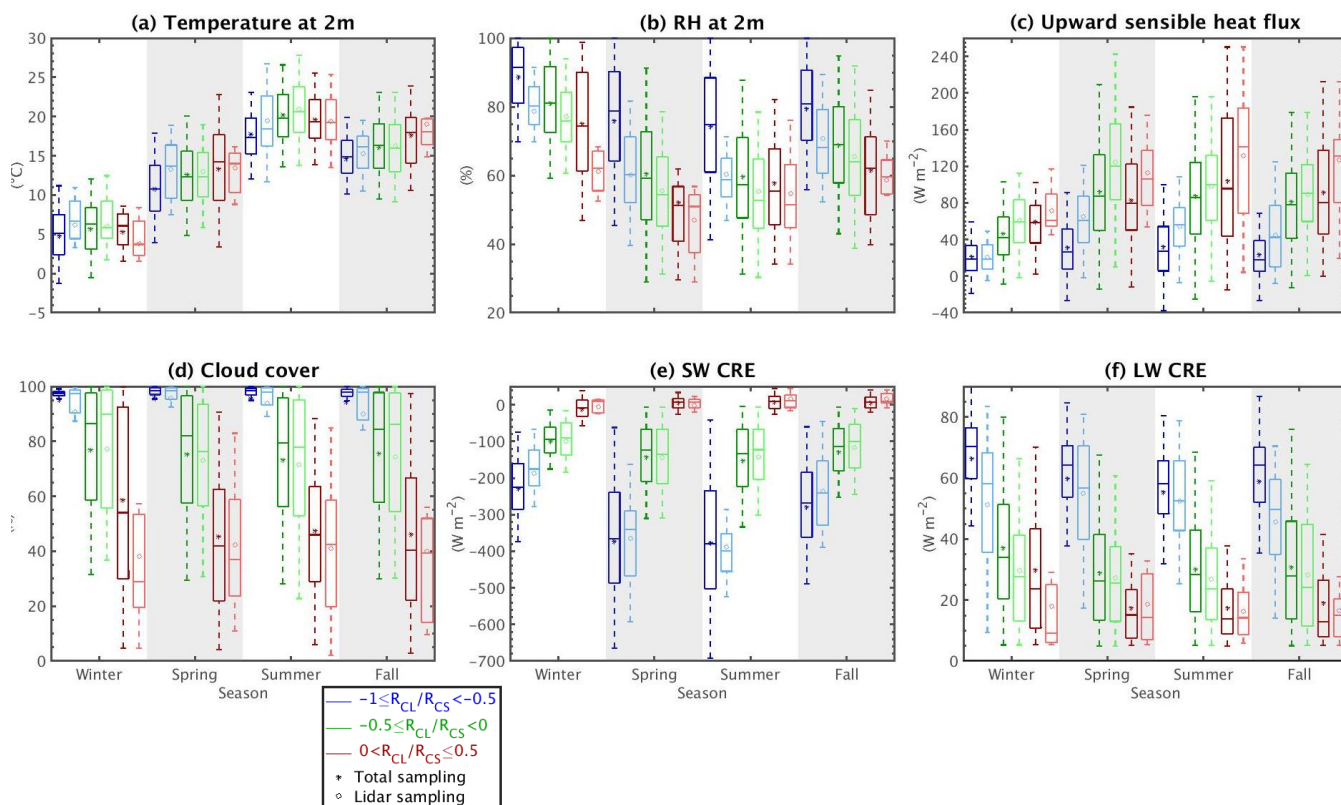 (a) Temperature at 2m
(b) RH at 2m
(c) Upward sensible heat flux
30
25
20
15
10
5
0
−5
(°C)
100
80
60
40
20
(%)
240
200
160
120
80
40
0
−40
(W m−2)
(d) Cloud cover
(e) SW CRE
(f) LW CRE
100
80
60
40
20
0
0
−100
−200
−300
−400
−500
−600
−700
(W m−2)
80
60
40
20
0
(W m−2)
Winter Spring Summer Fall
Season
Winter Spring Summer Fall
Season
Winter Spring Summer Fall
Season
−1≤R_CL/R_CS<−0.5
−0.5≤R_CL/R_CS<0
0<R_CL/R_CS≤0.5
Total sampling
Lidar sampling